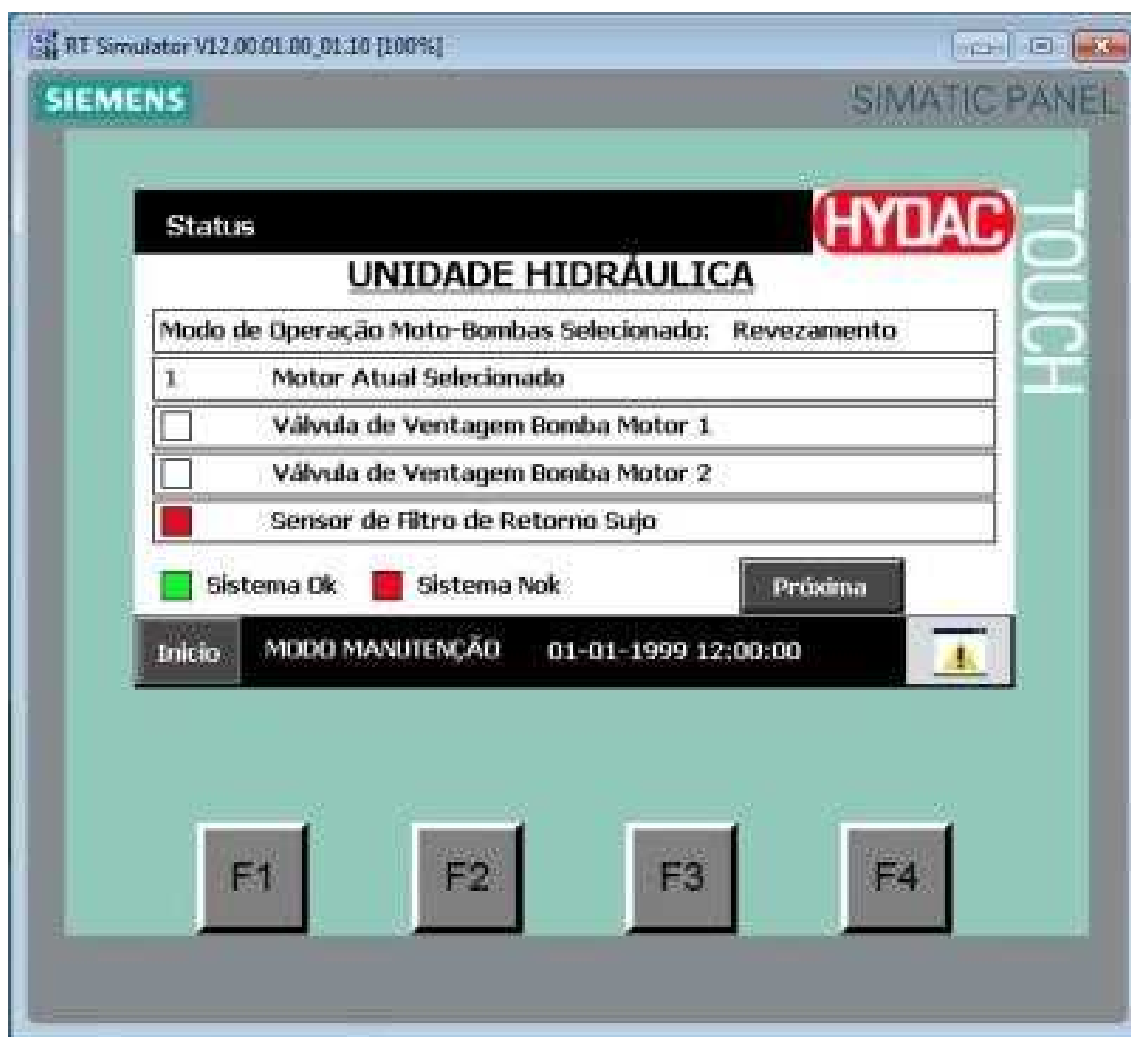 RT Simulator V12.00.01.00_01.10 [100%]
SIEMENS
SIMATIC PANEL
TOUCH
Status
HYDAC
UNIDADE HIDRÁULICA
Modo de Operação Moto-Bombas Selecionado: Revezamento
1 Motor Atual Selecionado
Válvula de Ventagem Bomba Motor 1
Válvula de Ventagem Bomba Motor 2
Sensor de Filtro de Retorno Sujo
Sistema Ok Sistema Nok Próxima
Início MODO MANUTENÇÃO 01-01-1999 12:00:00
F1 F2 F3 F4